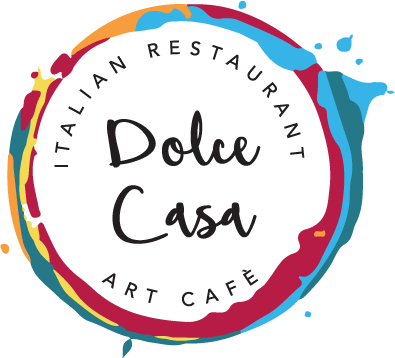 ITALIAN RESTAURANT
Dolce
Casa
ART CAFÈ